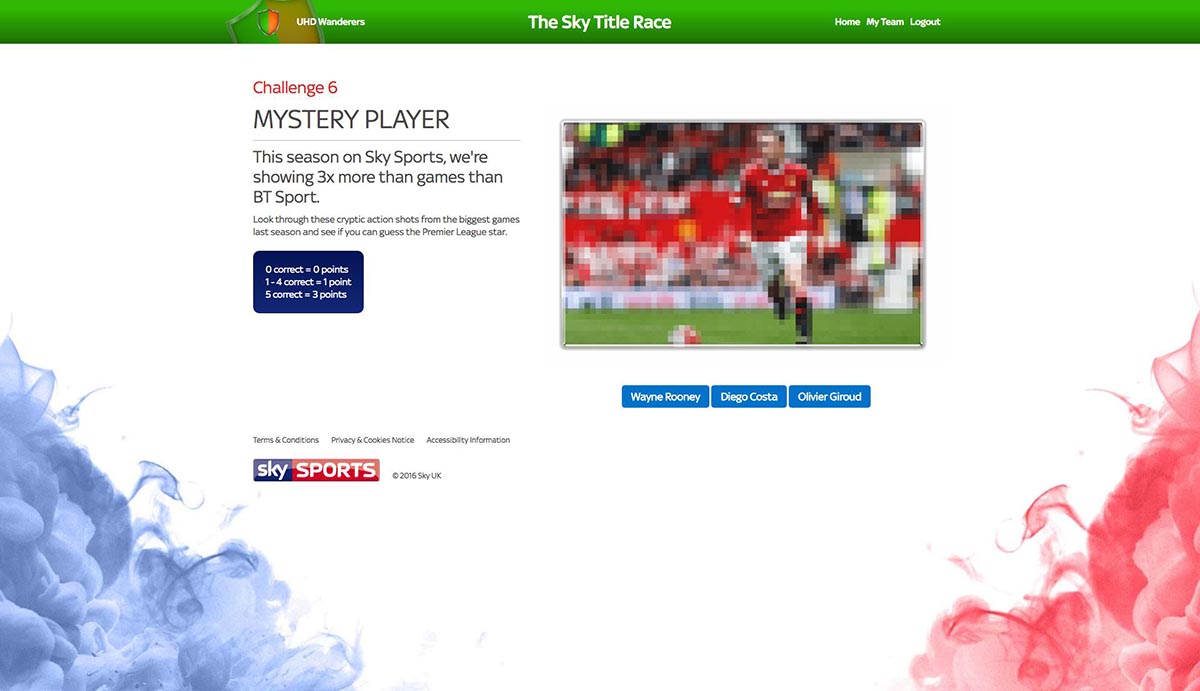 UHD Wanderers
The Sky Title Race
Home My Team Logout
Challenge 6
MYSTERY PLAYER
This season on Sky Sports, we're
showing 3x more than games than
BT Sport.
Look through these cryptic action shots from the biggest games
last season and see if you can guess the Premier League star.
0 correct = 0 points
1 - 4 correct = 1 point
5 correct = 3 points
Wayne Rooney Diego Costa Olivier Giroud
Terms & Conditions Privacy & Cookies Notice Accessibility Information
sky SPORTS © 2016 Sky UK